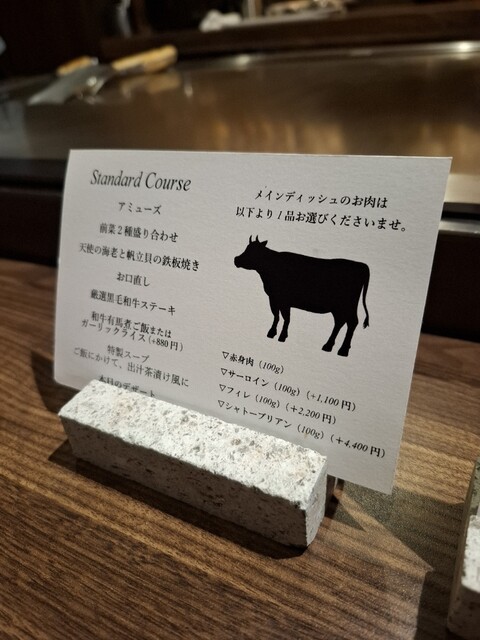 Standard Course
アミューズ
前菜2種盛り合わせ
天使の海老と帆立貝の鉄板焼き
お口直し
厳選黒毛和牛ステーキ
和牛有馬煮ご飯または
ガーリックライス(+880円)
特製スープ
ご飯にかけて、出汁茶漬け風に
本日のデザート
メインディッシュのお肉は
以下より1品お選びくださいませ。
▽赤身肉 (100g)
▽サーロイン (100g) (+1,100円)
▽フィレ (100g) (+2,200円)
▽シャトーブリアン (100g) (+4,400円)